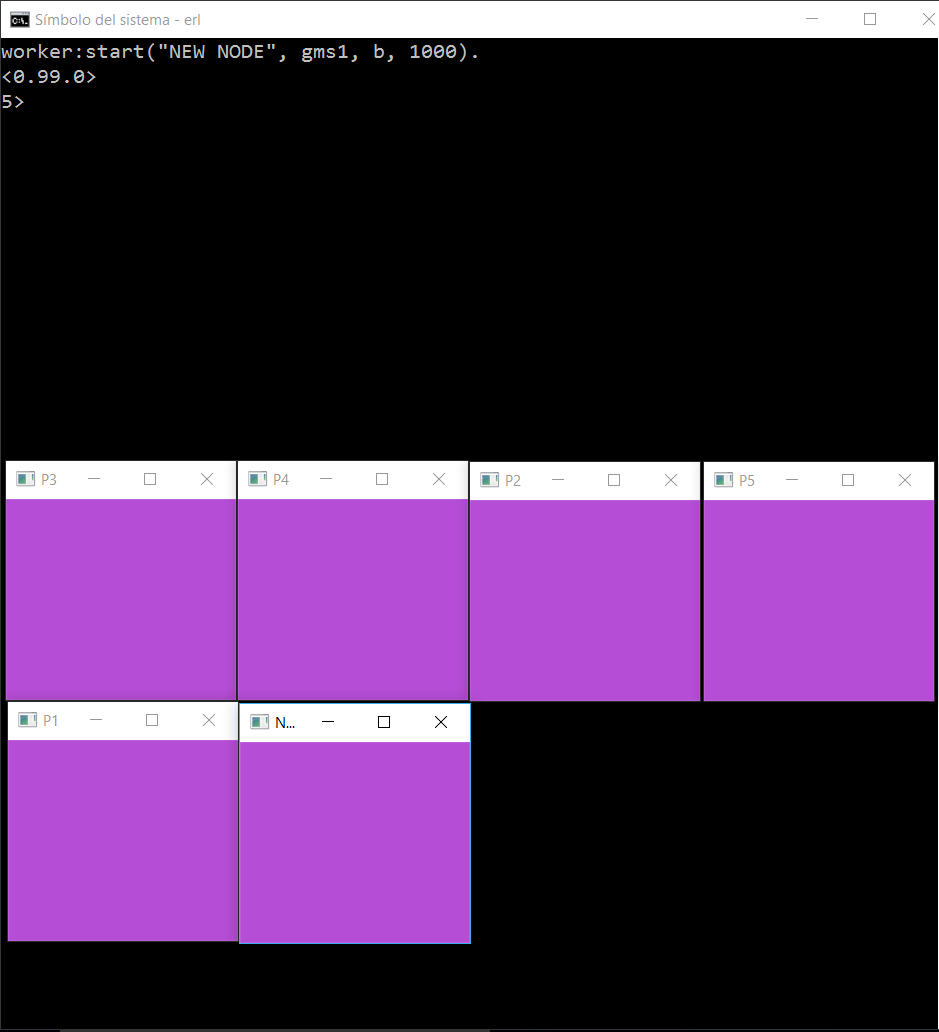 Símbolo del sistema - erl
worker:start("NEW NODE", gms1, b, 1000).
<0.99.0>
5>
P3
P4
P2
P5
P1
N...